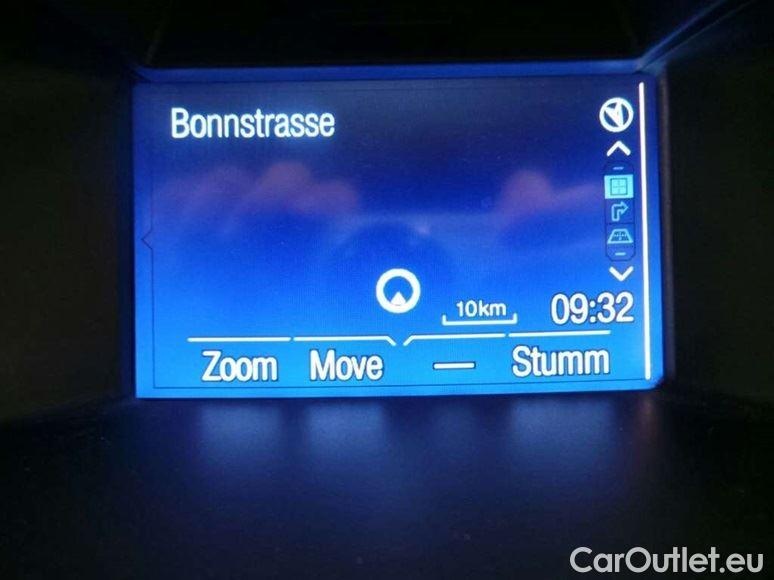 Bonnstrasse
10km
09:32
Zoom Move — Stumm
CarOutlet.eu